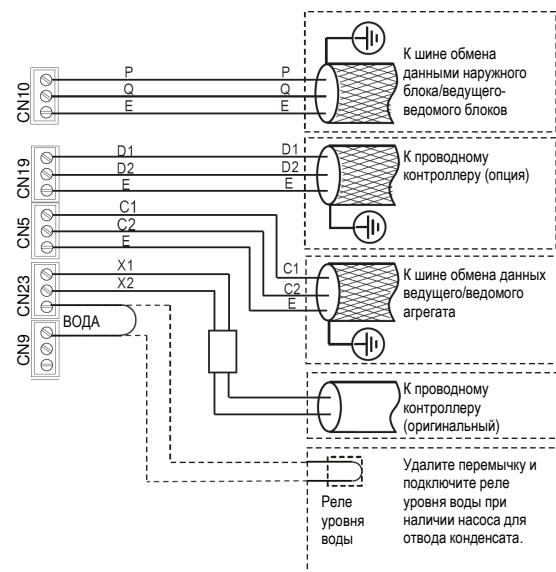 P
P
Q
Q
E
E
CN10
К шине обмена
данными наружного
блока/ведущего-
ведомого блоков
D1
D1
D2
D2
E
E
CN19
К проводному
контроллеру (опция)
C1
C2
E
CN5
C1
C2
E
К шине обмена данных
ведущего/ведомого
агрегата
X1
X2
CN23
ВОДА
CN9
К проводному
контроллеру
(оригинальный)
Реле
уровня
воды
Удалите перемычку и
подключите реле
уровня воды при
наличии насоса для
отвода конденсата.